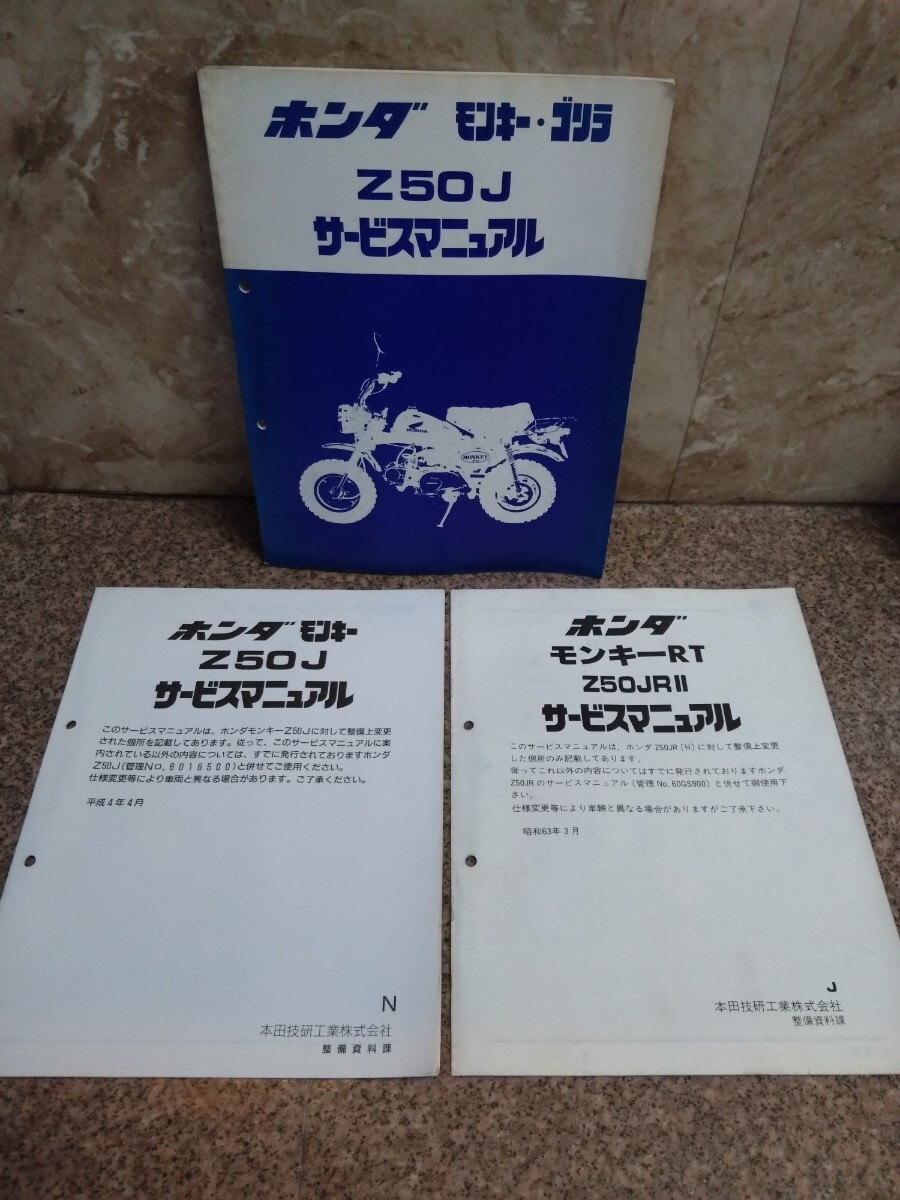 ホンダ モンキー・ゴリラ
Z50J
サービスマニュアル
HONDA
MONKEY
ホンダ モンキー
Z50J
サービスマニュアル
このサービスマニュアルは、ホンダモンキーZ50Jに対して整備上変更
された個所を記載してあります。従って、このサービスマニュアルに案
内されている以外の内容については、すでに発行されておりますホンダ
Z50J(管理No.6016500)と併せてご使用ください。
仕様変更等により車両と異なる場合があります。ご了承ください。
平成4年4月
N
本田技研工業株式会社
整備資料課
ホンダ
モンキーRT
Z50JRII
サービスマニュアル
このサービスマニュアルは、ホンダ Z50JR [H] に対して整備上変更
した個所のみ記載してあります。
従ってこれ以外の内容についてはすでに発行されておりますホンダ
Z50JR のサービスマニュアル (管理 No. 60GS900) と併せて御使用下
さい。
仕様変更等により車輌と異なる場合がありますがご了承下さい。
昭和63年3月
J
本田技研工業株式会社
整備資料課